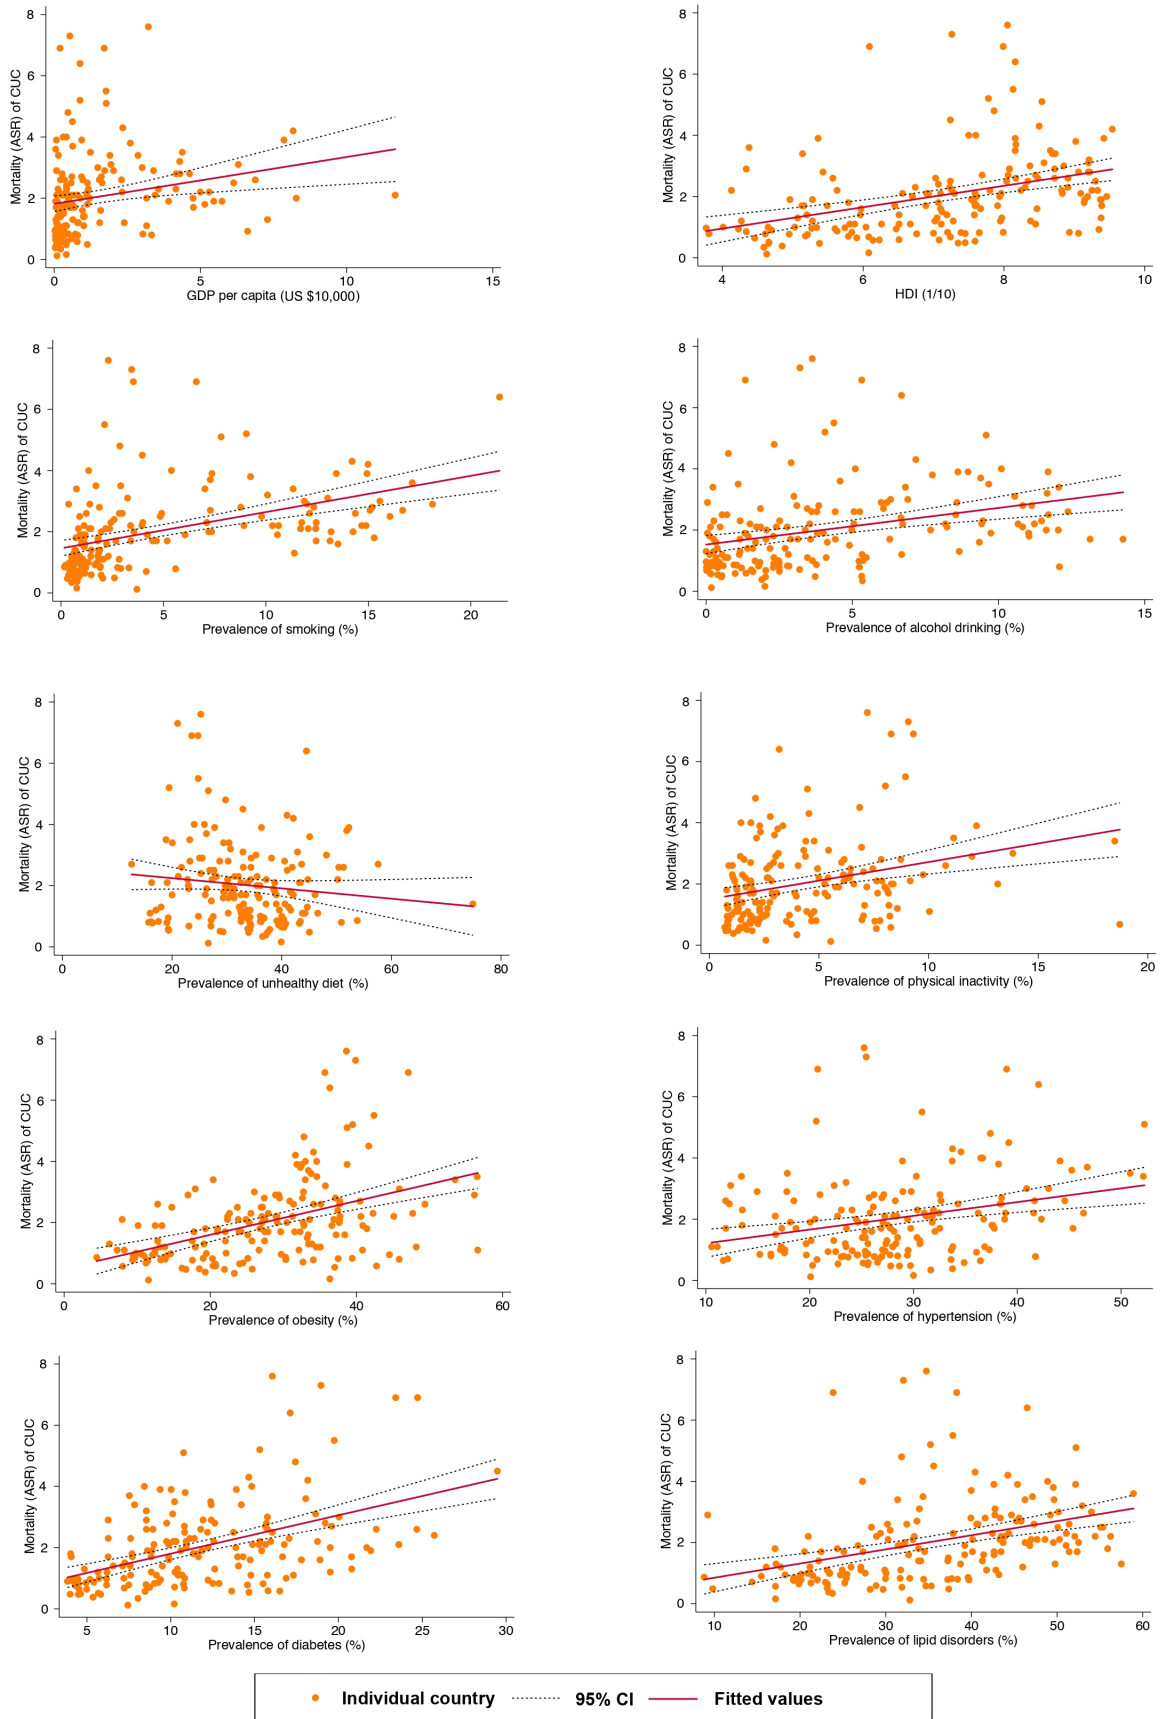 Mortality (ASR) of CUC
8
6
4
2
0
0 5 10 15
GDP per capita (US $10,000)
Mortality (ASR) of CUC
8
6
4
2
0
4 6 8 10
HDI (1/10)
Mortality (ASR) of CUC
8
6
4
2
0
0 5 10 15 20
Prevalence of smoking (%)
Mortality (ASR) of CUC
8
6
4
2
0
0 5 10 15
Prevalence of alcohol drinking (%)
Mortality (ASR) of CUC
8
6
4
2
0
0 20 40 60 80
Prevalence of unhealthy diet (%)
Mortality (ASR) of CUC
8
6
4
2
0
0 5 10 15 20
Prevalence of physical inactivity (%)
Mortality (ASR) of CUC
8
6
4
2
0
0 20 40 60
Prevalence of obesity (%)
Mortality (ASR) of CUC
8
6
4
2
0
10 20 30 40 50
Prevalence of hypertension (%)
Mortality (ASR) of CUC
8
6
4
2
0
5 10 15 20 25 30
Prevalence of diabetes (%)
Mortality (ASR) of CUC
8
6
4
2
0
10 20 30 40 50 60
Prevalence of lipid disorders (%)
Individual country 95% CI Fitted values